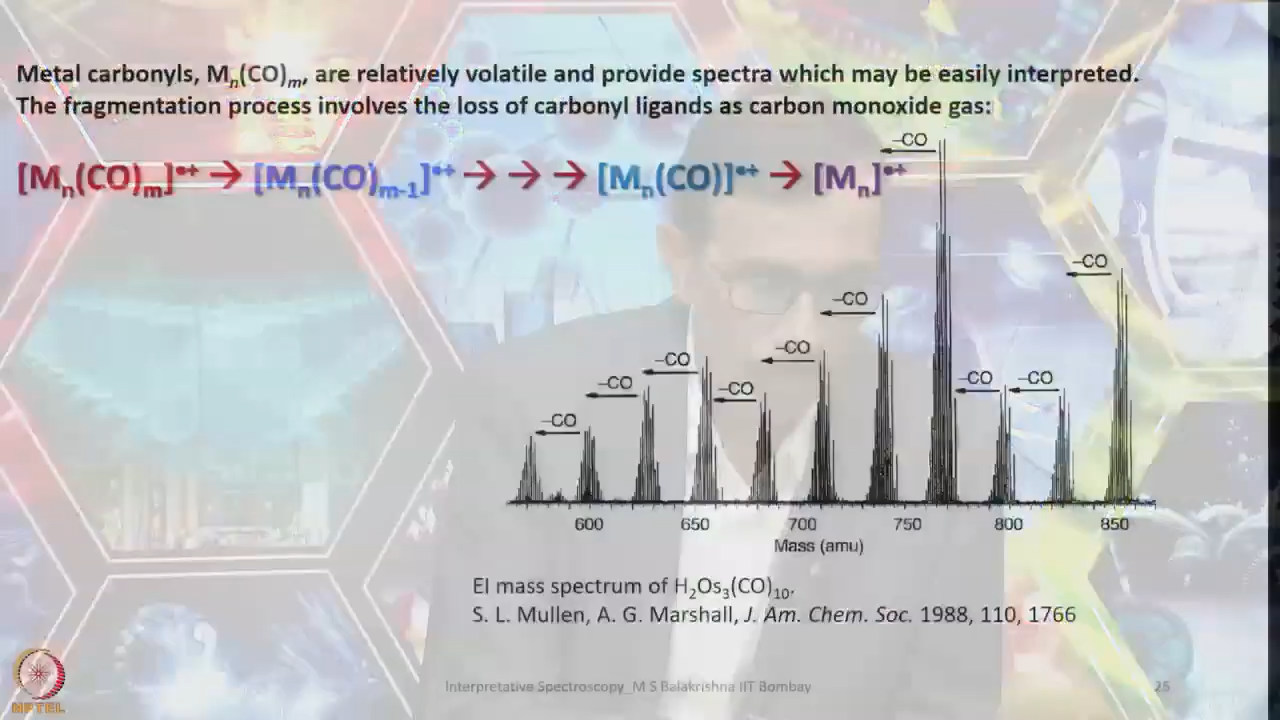 Metal carbonyls, Mn(CO)m, are relatively volatile and provide spectra which may be easily interpreted.
The fragmentation process involves the loss of carbonyl ligands as carbon monoxide gas:
[Mn(CO)m]•+ → [Mn(CO)m-1]•+ → → → [Mn(CO)]•+ → [Mn]•+
–CO
–CO
–CO
–CO
–CO
–CO
–CO
–CO
–CO
–CO
600 650 700 750 800 850
Mass (amu)
EI mass spectrum of H2Os3(CO)10,
S. L. Mullen, A. G. Marshall, J. Am. Chem. Soc. 1988, 110, 1766
Interpretative Spectroscopy_M S Balakrishna IIT Bombay
25
NPTEL